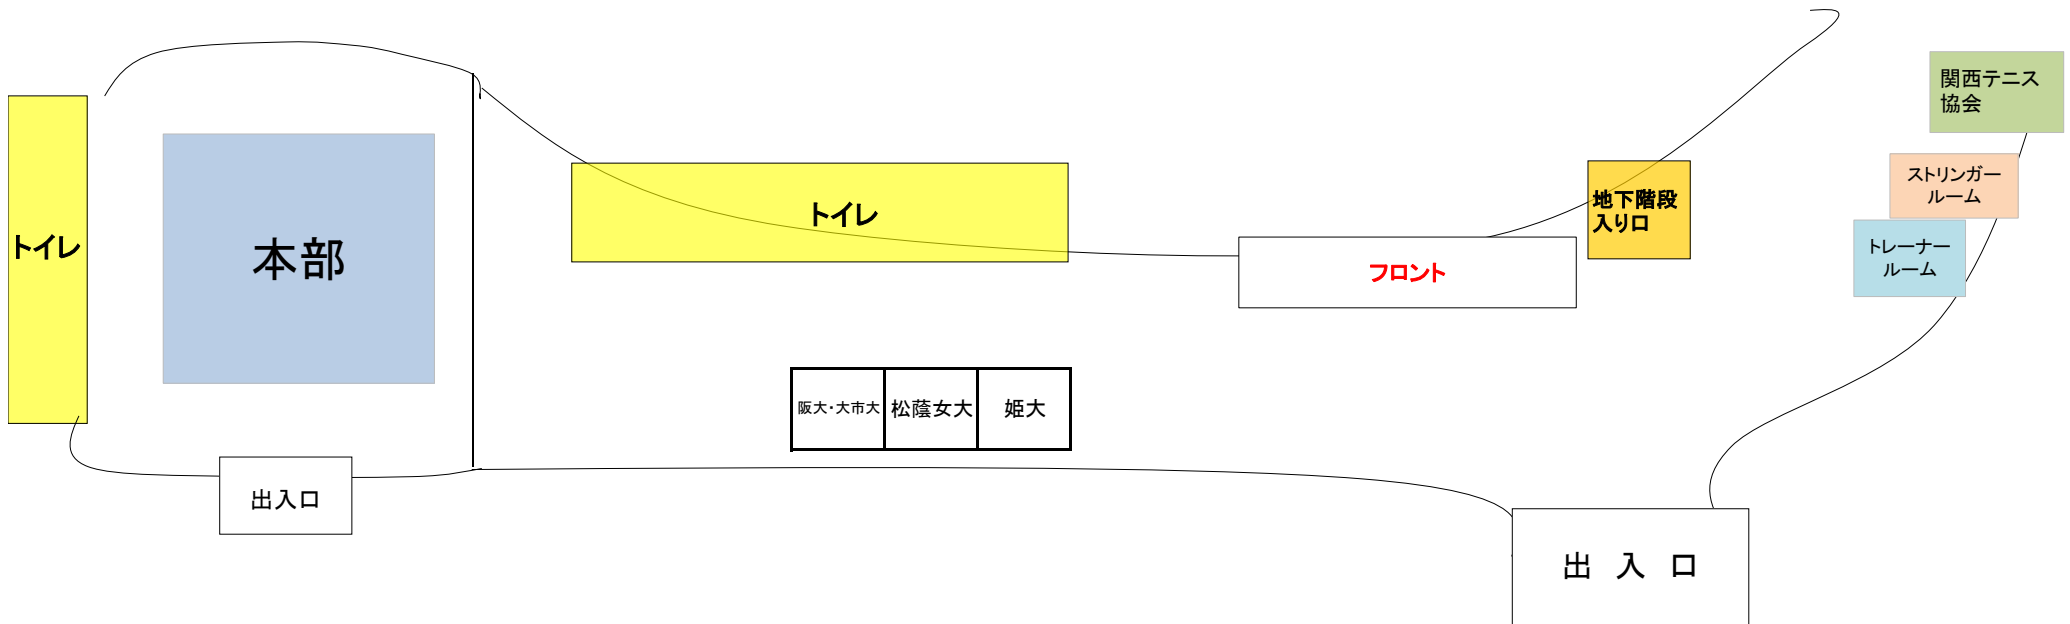 関西テニス
協会
ストリンガー
ルーム
トレーナー
ルーム
地下階段
入り口
トイレ
トイレ
本部
フロント
阪大・大市大
松蔭女大
姫大
出入口
出　入　口